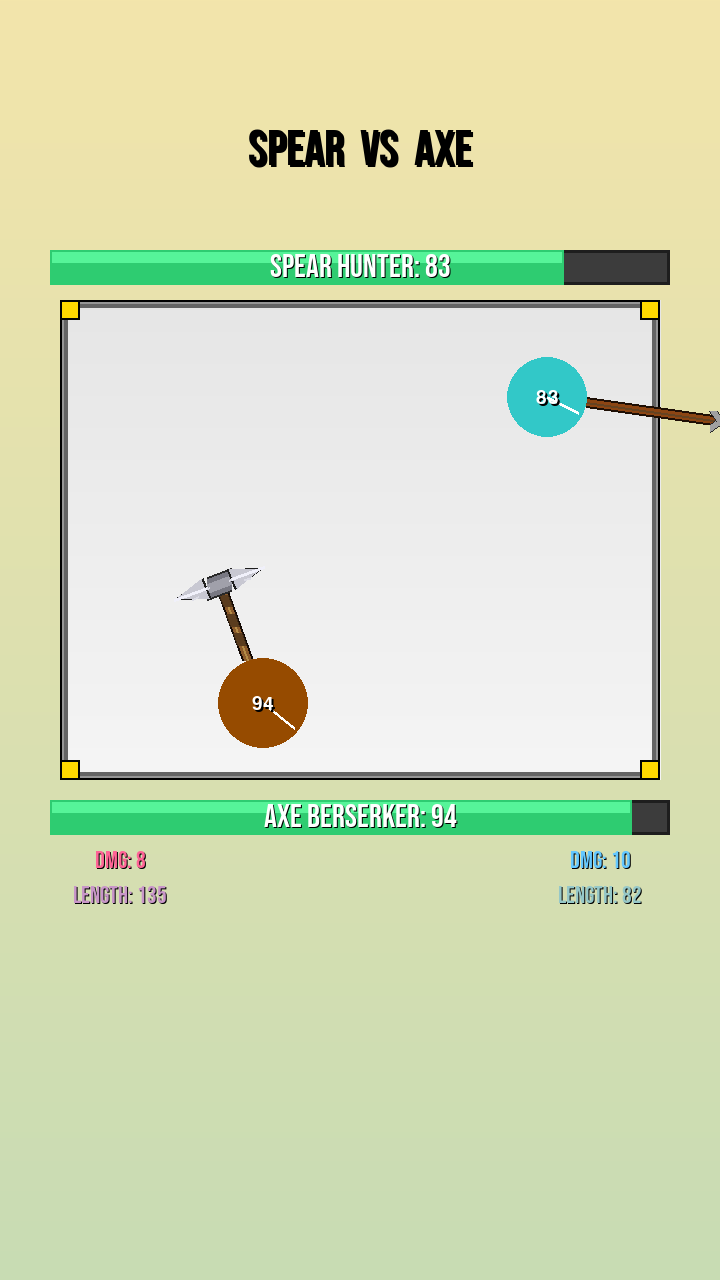 SPEAR VS AXE
SPEAR HUNTER: 83
83
94
AXE BERSERKER: 94
DMG: 8
DMG: 10
LENGTH: 135
LENGTH: 82